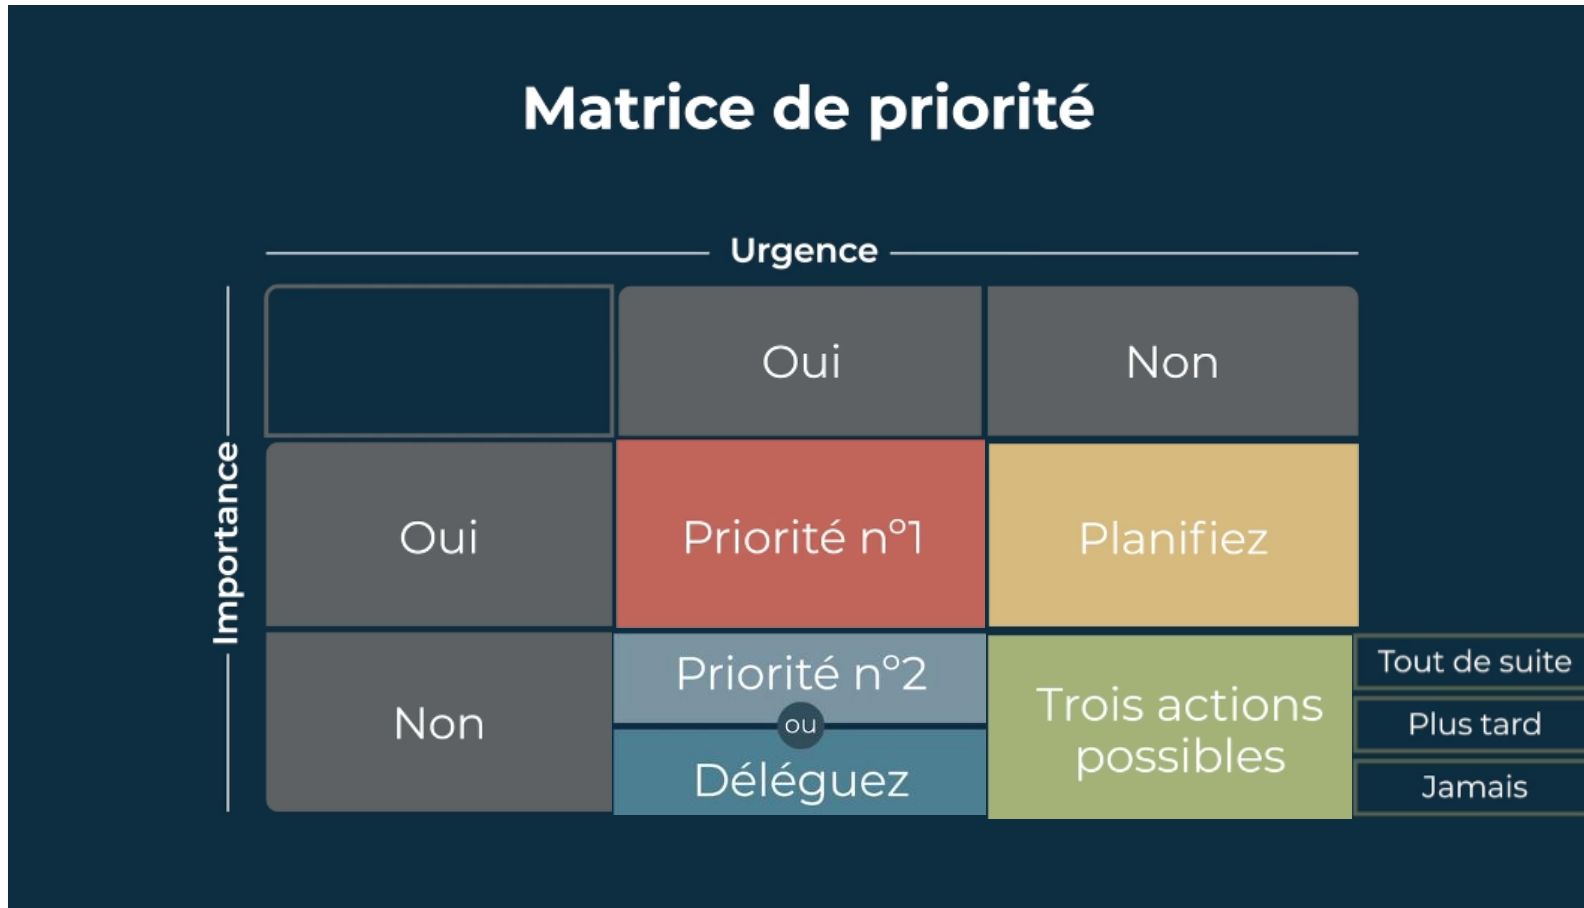 Matrice de priorité
Urgence
Importance
Oui
Non
Oui
Priorité n°1
Planifiez
Non
Priorité n°2
ou
Déléguez
Trois actions
possibles
Tout de suite
Plus tard
Jamais